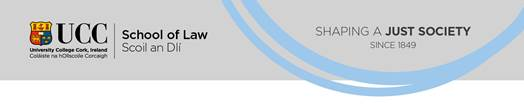 UCC
University College Cork, Ireland
Coláiste na hOllscoile Corcaigh
School of Law
Scoil an Dlí
SHAPING A JUST SOCIETY
SINCE 1849